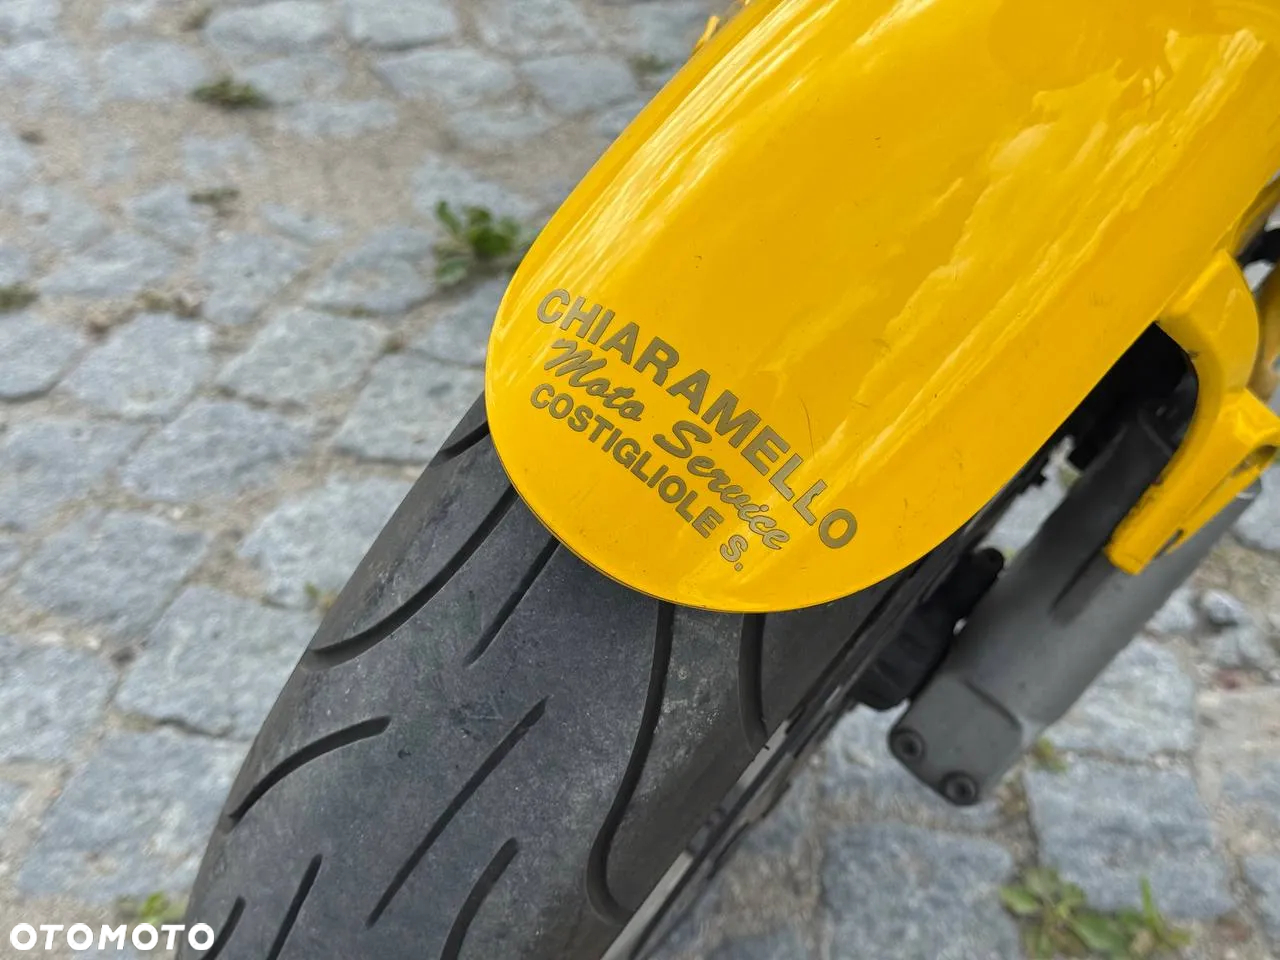 CHIARAMELLO
Moto Service
COSTIGLIOLE S.
OTOMOTO